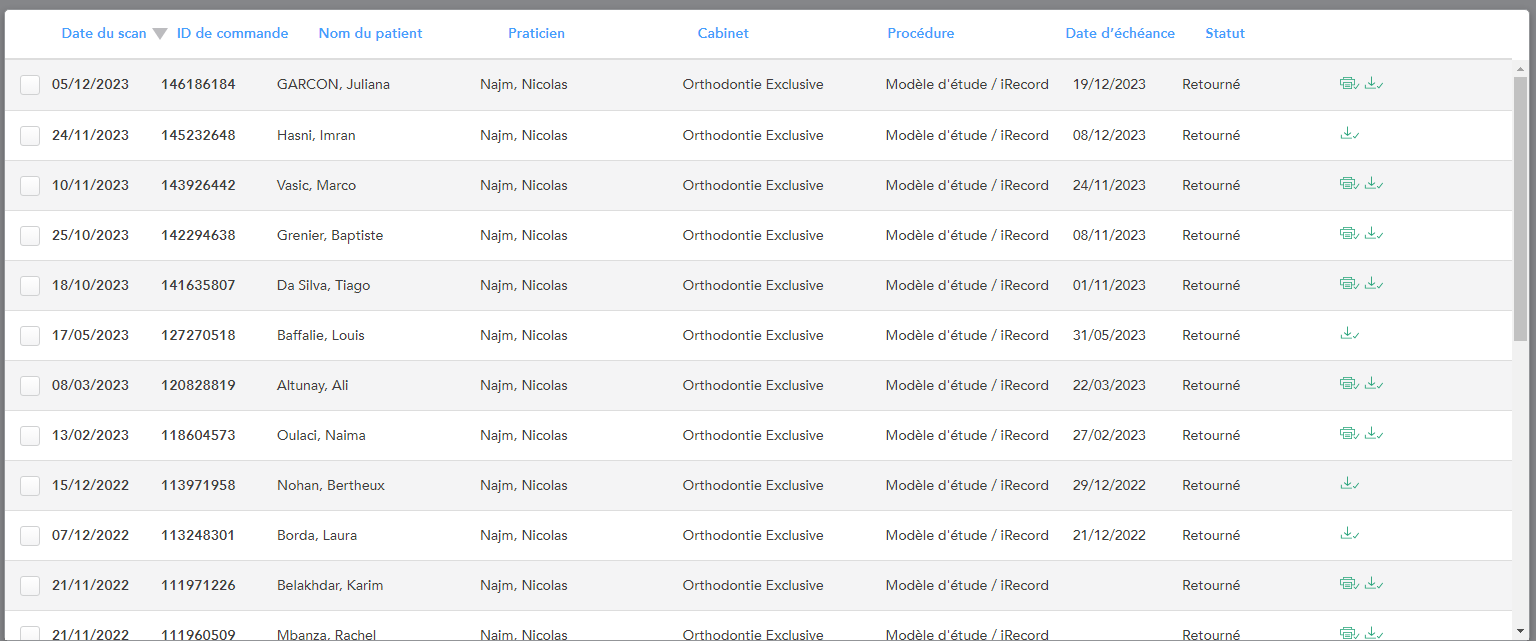 Date du scan ID de commande Nom du patient Praticien Cabinet Procédure Date d’échéance Statut
05/12/2023 146186184 GARCON, Juliana Najm, Nicolas Orthodontie Exclusive Modèle d'étude / iRecord 19/12/2023 Retourné
24/11/2023 145232648 Hasni, Imran Najm, Nicolas Orthodontie Exclusive Modèle d'étude / iRecord 08/12/2023 Retourné
10/11/2023 143926442 Vasic, Marco Najm, Nicolas Orthodontie Exclusive Modèle d'étude / iRecord 24/11/2023 Retourné
25/10/2023 142294638 Grenier, Baptiste Najm, Nicolas Orthodontie Exclusive Modèle d'étude / iRecord 08/11/2023 Retourné
18/10/2023 141635807 Da Silva, Tiago Najm, Nicolas Orthodontie Exclusive Modèle d'étude / iRecord 01/11/2023 Retourné
17/05/2023 127270518 Baffalie, Louis Najm, Nicolas Orthodontie Exclusive Modèle d'étude / iRecord 31/05/2023 Retourné
08/03/2023 120828819 Altunay, Ali Najm, Nicolas Orthodontie Exclusive Modèle d'étude / iRecord 22/03/2023 Retourné
13/02/2023 118604573 Oulaci, Naima Najm, Nicolas Orthodontie Exclusive Modèle d'étude / iRecord 27/02/2023 Retourné
15/12/2022 113971958 Nohan, Bertheux Najm, Nicolas Orthodontie Exclusive Modèle d'étude / iRecord 29/12/2022 Retourné
07/12/2022 113248301 Borda, Laura Najm, Nicolas Orthodontie Exclusive Modèle d'étude / iRecord 21/12/2022 Retourné
21/11/2022 111971226 Belakhdar, Karim Najm, Nicolas Orthodontie Exclusive Modèle d'étude / iRecord Retourné
21/11/2022 111960509 Mbanza, Rachel Najm, Nicolas Orthodontie Exclusive Modèle d'étude / iRecord Retourné